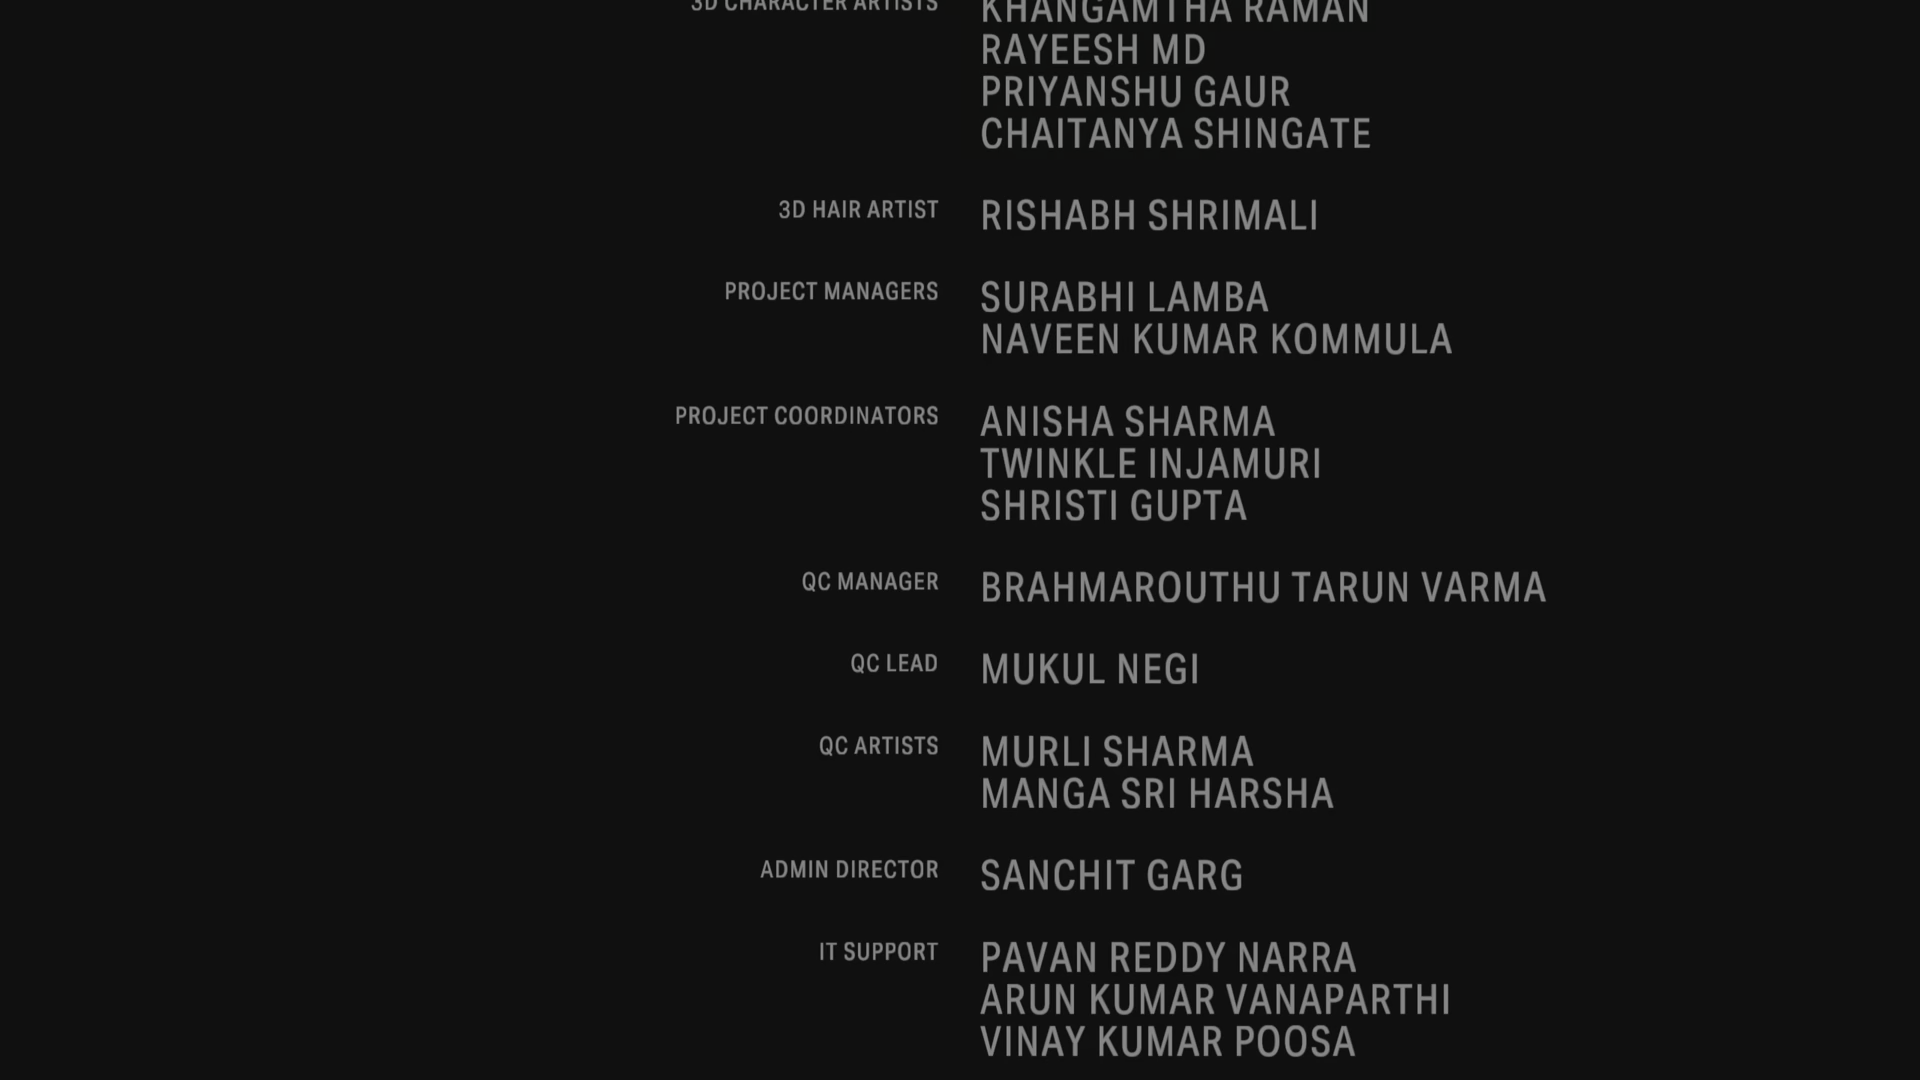 3D CHARACTER ARTISTS KHANGAMTHA RAMAN
RAYEESH MD
PRIYANSHU GAUR
CHAITANYA SHINGATE
3D HAIR ARTIST RISHABH SHRIMALI
PROJECT MANAGERS SURABHI LAMBA
NAVEEN KUMAR KOMMULA
PROJECT COORDINATORS ANISHA SHARMA
TWINKLE INJAMURI
SHRISTI GUPTA
QC MANAGER BRAHMAROUTHU TARUN VARMA
QC LEAD MUKUL NEGI
QC ARTISTS MURLI SHARMA
MANGA SRI HARSHA
ADMIN DIRECTOR SANCHIT GARG
IT SUPPORT PAVAN REDDY NARRA
ARUN KUMAR VANAPARTHI
VINAY KUMAR POOSA